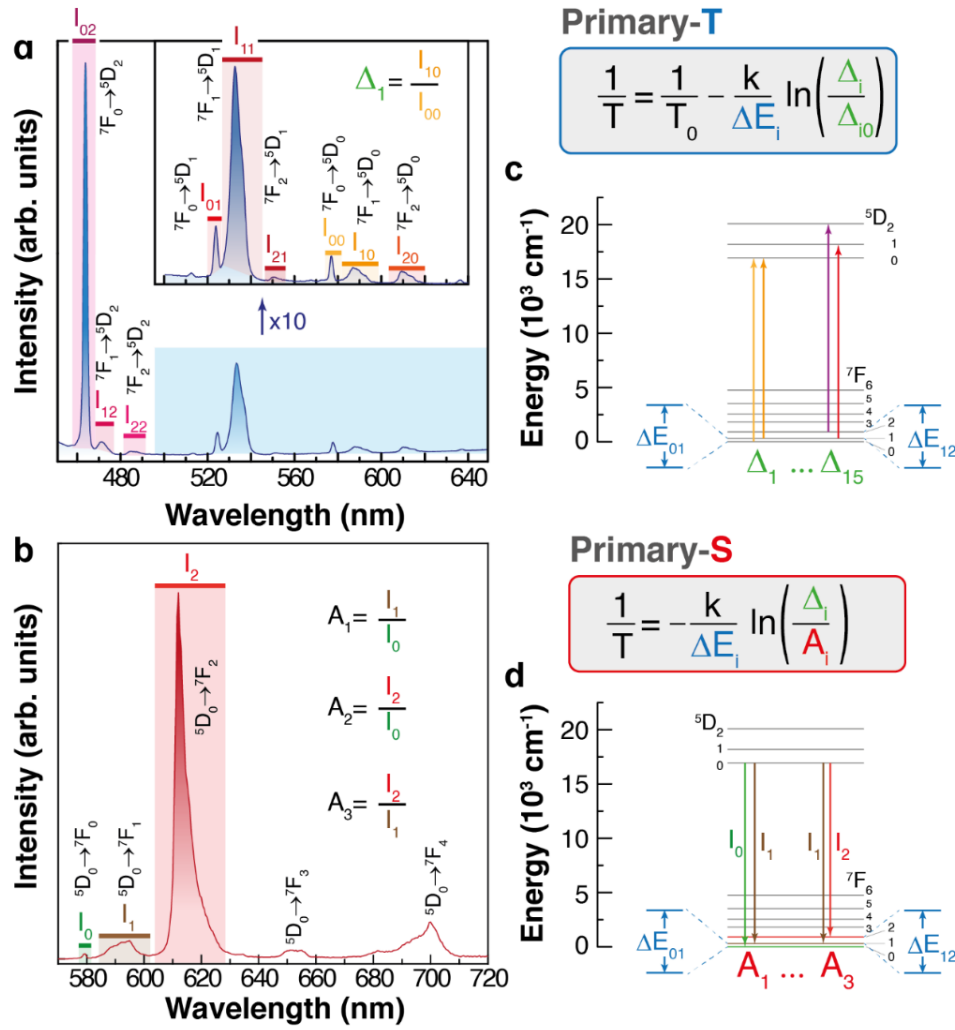 a
I₀₂
⁷F₀→⁵D₂
I₁₂
⁷F₁→⁵D₂
I₂₂
⁷F₂→⁵D₂
I₀₁
⁷F₀→⁵D₁
I₁₁
⁷F₁→⁵D₁
I₂₁
⁷F₂→⁵D₁
I₀₀
⁷F₀→⁵D₀
I₁₀
⁷F₁→⁵D₀
I₂₀
⁷F₂→⁵D₀
Δ₁ = I₁₀ / I₀₀
x10
Intensity (arb. units)
480 520 560 600 640
Wavelength (nm)
Primary-T
1/T = 1/T₀ − k/ΔEᵢ ln(Δᵢ/Δᵢ₀)
c
Energy (10³ cm⁻¹)
20
15
10
5
0
⁵D₂
1
0
⁷F₆
5
4
3
2
1
0
ΔE₀₁
ΔE₁₂
Δ₁ ... Δ₁₅
b
I₀
⁵D₀→⁷F₀
I₁
⁵D₀→⁷F₁
I₂
⁵D₀→⁷F₂
⁵D₀→⁷F₃
⁵D₀→⁷F₄
A₁= I₁ / I₀
A₂= I₂ / I₀
A₃= I₂ / I₁
Intensity (arb. units)
580 600 620 640 660 680 700 720
Wavelength (nm)
Primary-S
1/T = − k/ΔEᵢ ln(Δᵢ/Aᵢ)
d
Energy (10³ cm⁻¹)
20
15
10
5
0
⁵D₂
1
0
I₀ I₁ I₁ I₂
⁷F₆
5
4
3
2
1
0
ΔE₀₁
ΔE₁₂
A₁ ... A₃